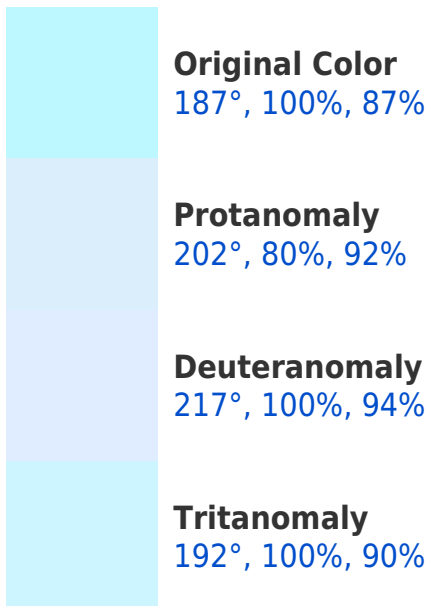 Original Color
187°, 100%, 87%
Protanomaly
202°, 80%, 92%
Deuteranomaly
217°, 100%, 94%
Tritanomaly
192°, 100%, 90%